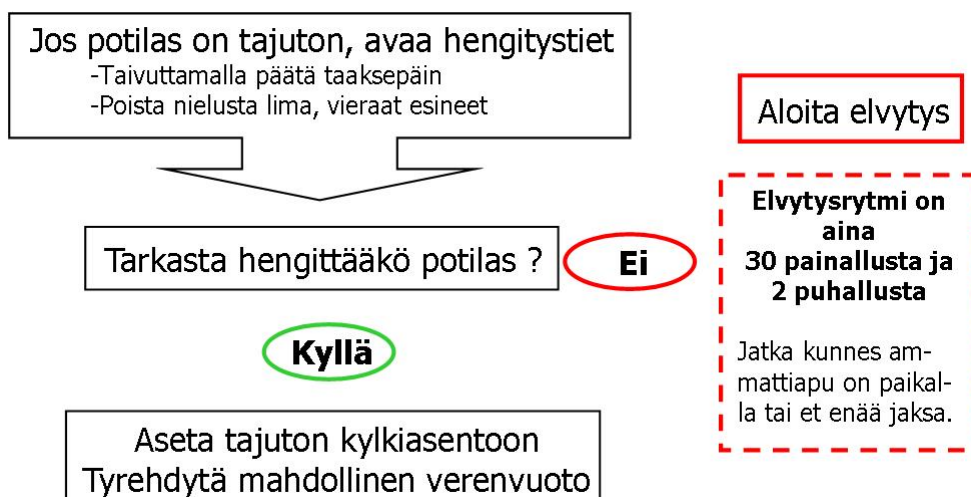 Jos potilas on tajuton, avaa hengitystiet
-Taivuttamalla päätä taaksepäin
-Poista nielusta lima, vieraat esineet
Tarkasta hengittääkö potilas ?
Ei
Aloita elvytys
Elvytysrytmi on
aina
30 painallusta ja
2 puhallusta
Jatka kunnes am-
mattiapu on paikal-
la tai et enää jaksa.
Kyllä
Aseta tajuton kylkiasentoon
Tyrehdytä mahdollinen verenvuoto